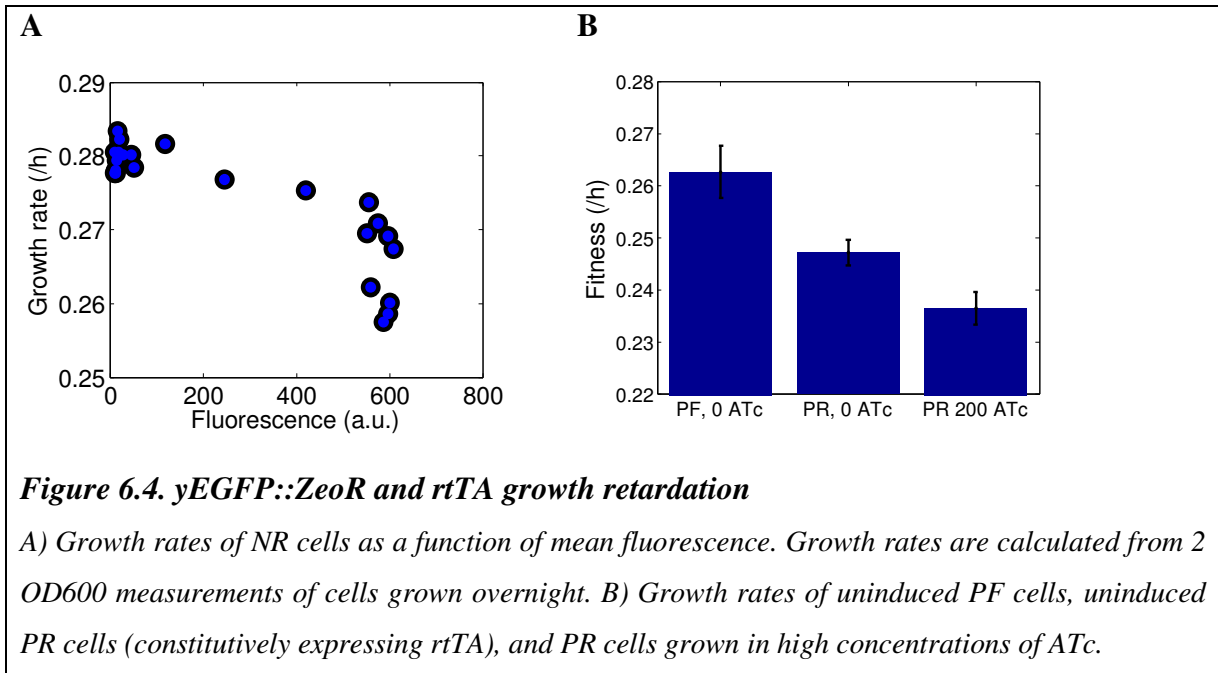 A
B
0.29
0.28
0.27
0.26
0.25
Growth rate (/h)
0
200
400
600
800
Fluorescence (a.u.)
0.28
0.27
0.26
0.25
0.24
0.23
0.22
Fitness (/h)
PF, 0 ATc
PR, 0 ATc
PR 200 ATc
Figure 6.4. yEGFP::ZeoR and rtTA growth retardation
A) Growth rates of NR cells as a function of mean fluorescence. Growth rates are calculated from 2
OD600 measurements of cells grown overnight. B) Growth rates of uninduced PF cells, uninduced
PR cells (constitutively expressing rtTA), and PR cells grown in high concentrations of ATc.